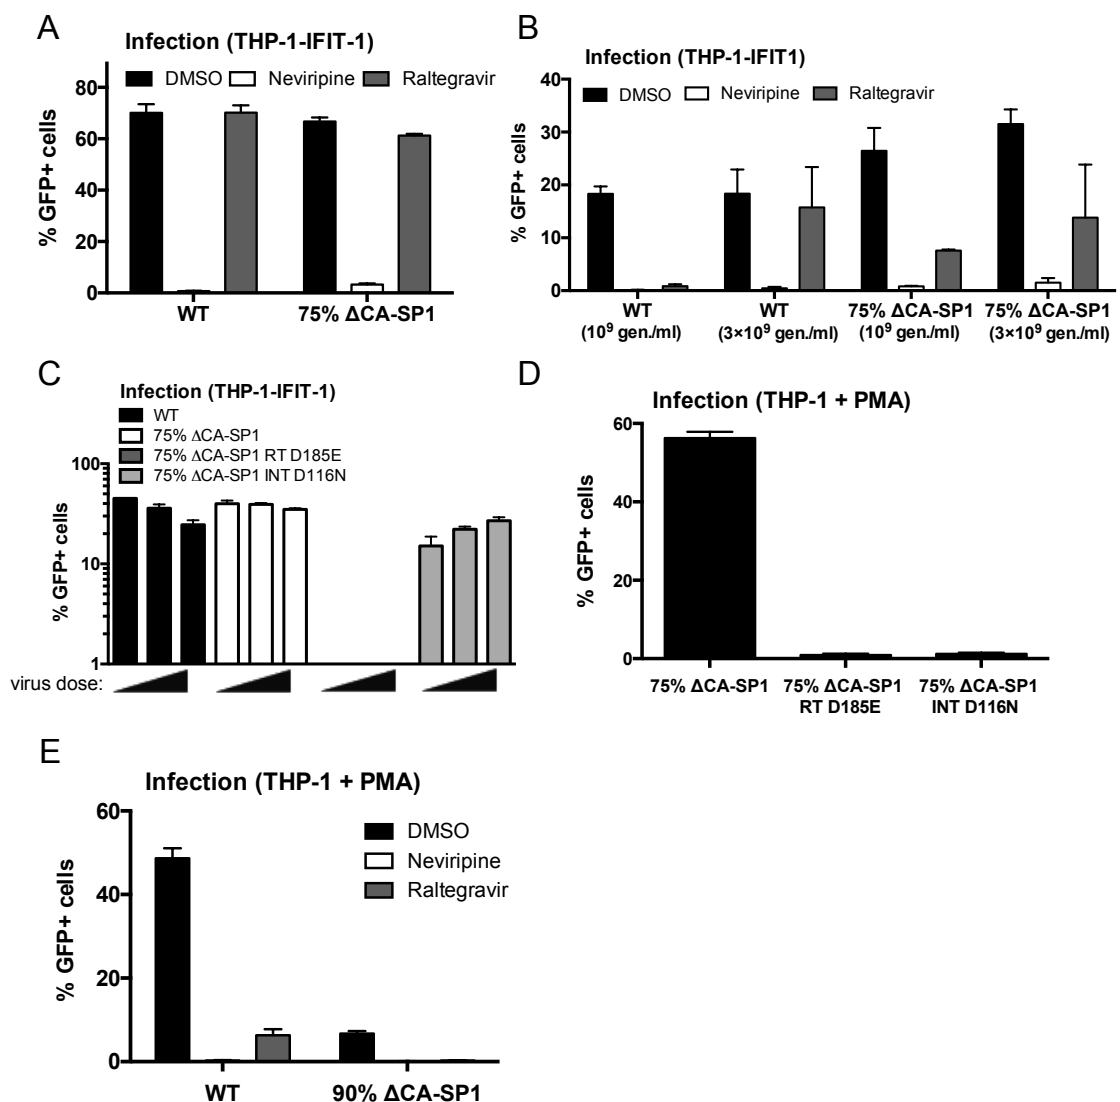 A
Infection (THP-1-IFIT-1)
DMSO Neviripine Raltegravir
% GFP+ cells
80
60
40
20
0
WT 75% ΔCA-SP1
B
Infection (THP-1-IFIT1)
DMSO Neviripine Raltegravir
% GFP+ cells
40
30
20
10
0
WT WT 75% ΔCA-SP1 75% ΔCA-SP1
(10⁹ gen./ml) (3×10⁹ gen./ml) (10⁹ gen./ml) (3×10⁹ gen./ml)
C
Infection (THP-1-IFIT-1)
WT
75% ΔCA-SP1
75% ΔCA-SP1 RT D185E
75% ΔCA-SP1 INT D116N
% GFP+ cells
100
10
1
virus dose:
D
Infection (THP-1 + PMA)
% GFP+ cells
60
40
20
0
75% ΔCA-SP1 75% ΔCA-SP1 75% ΔCA-SP1
RT D185E INT D116N
E
Infection (THP-1 + PMA)
DMSO
Neviripine
Raltegravir
% GFP+ cells
60
40
20
0
WT 90% ΔCA-SP1